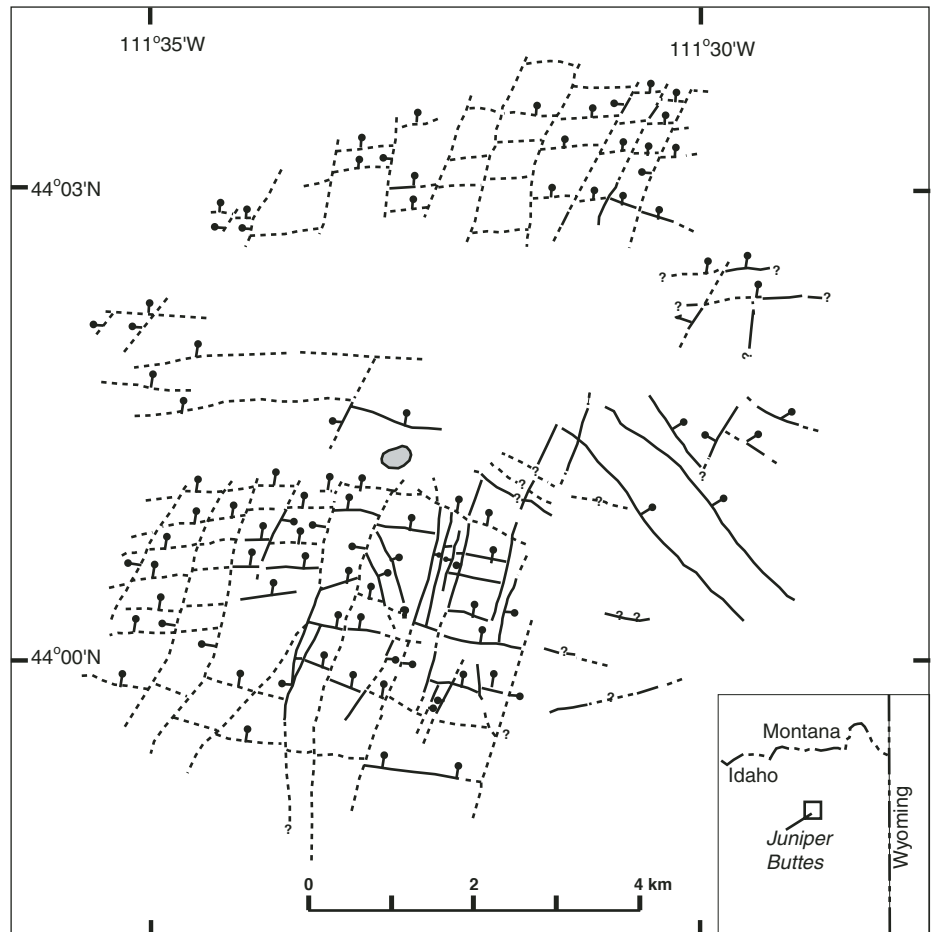 111°35'W
111°30'W
44°03'N
?
?
?
?
?
?
?
?
?
?
44°00'N
? ?
?
?
?
?
Montana
Idaho
Juniper
Buttes
Wyoming
0 2 4 km